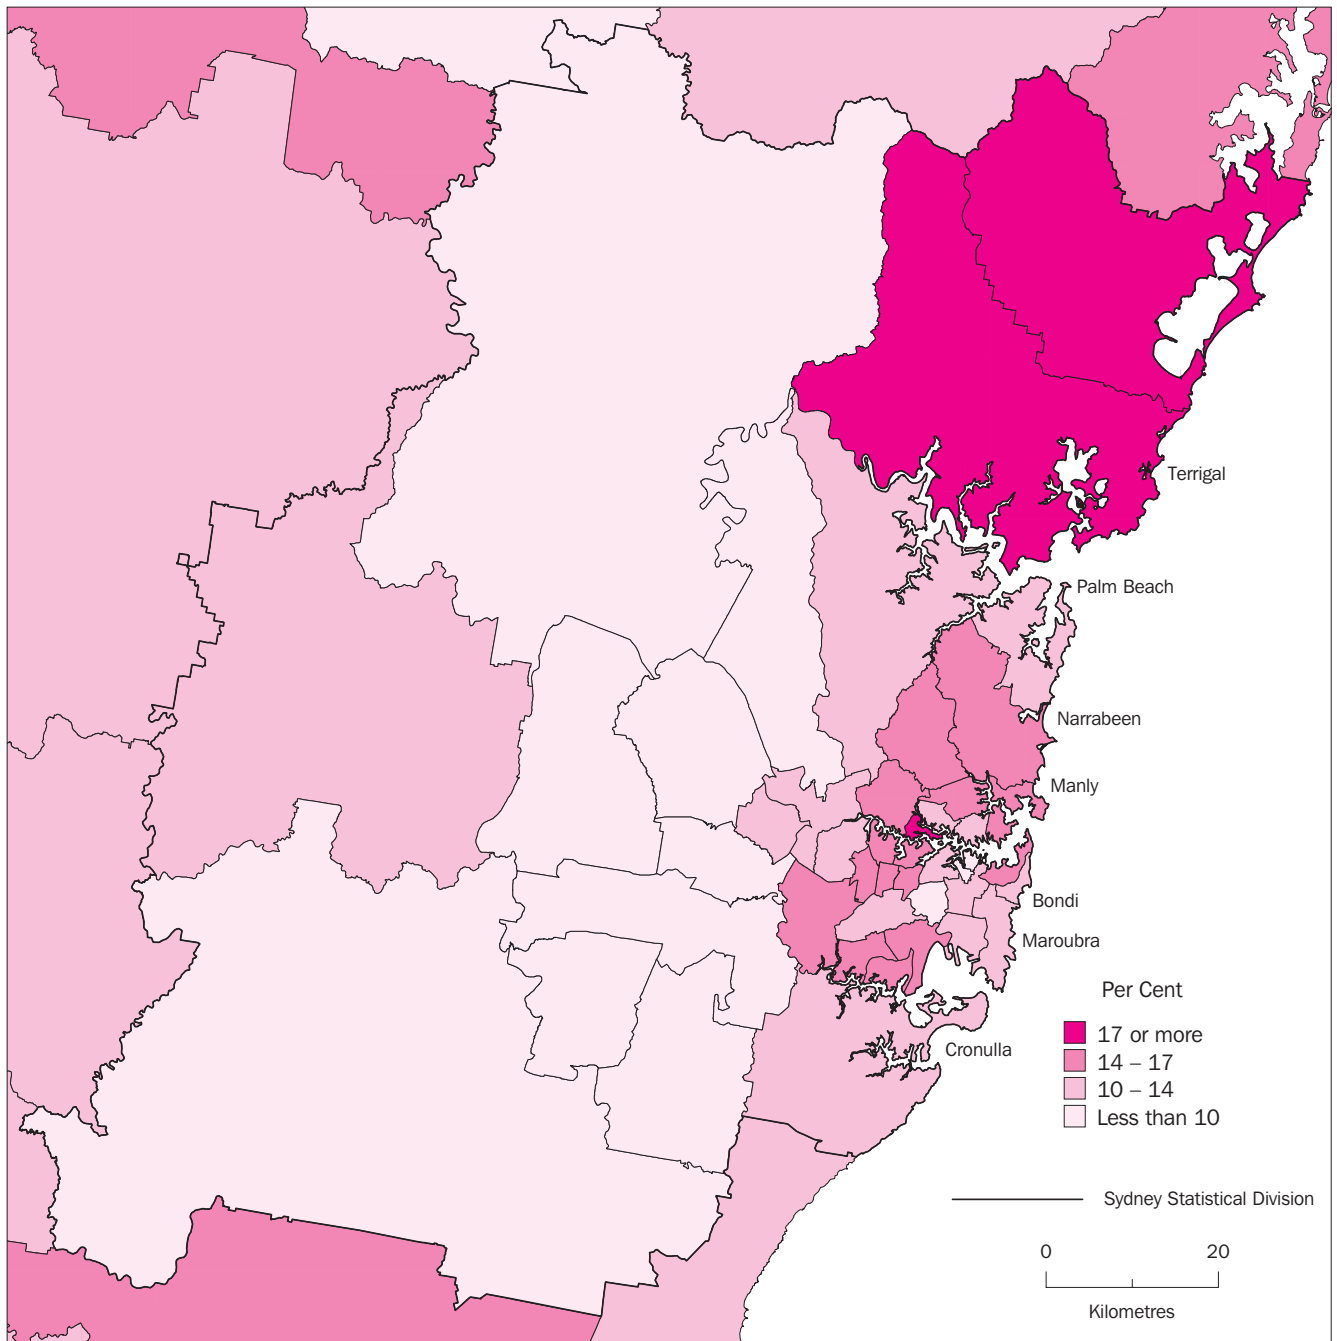 Terrigal
Palm Beach
Narrabeen
Manly
Bondi
Maroubra
Per Cent
17 or more
14 – 17
10 – 14
Less than 10
Cronulla
Sydney Statistical Division
0 20
Kilometres